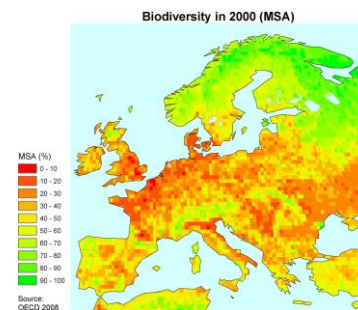 Biodiversity in 2000 (MSA)
MSA (%)
0 - 10
10 - 20
20 - 30
30 - 40
40 - 50
50 - 60
60 - 70
70 - 80
80 - 90
90 - 100
Source:
OECD 2008